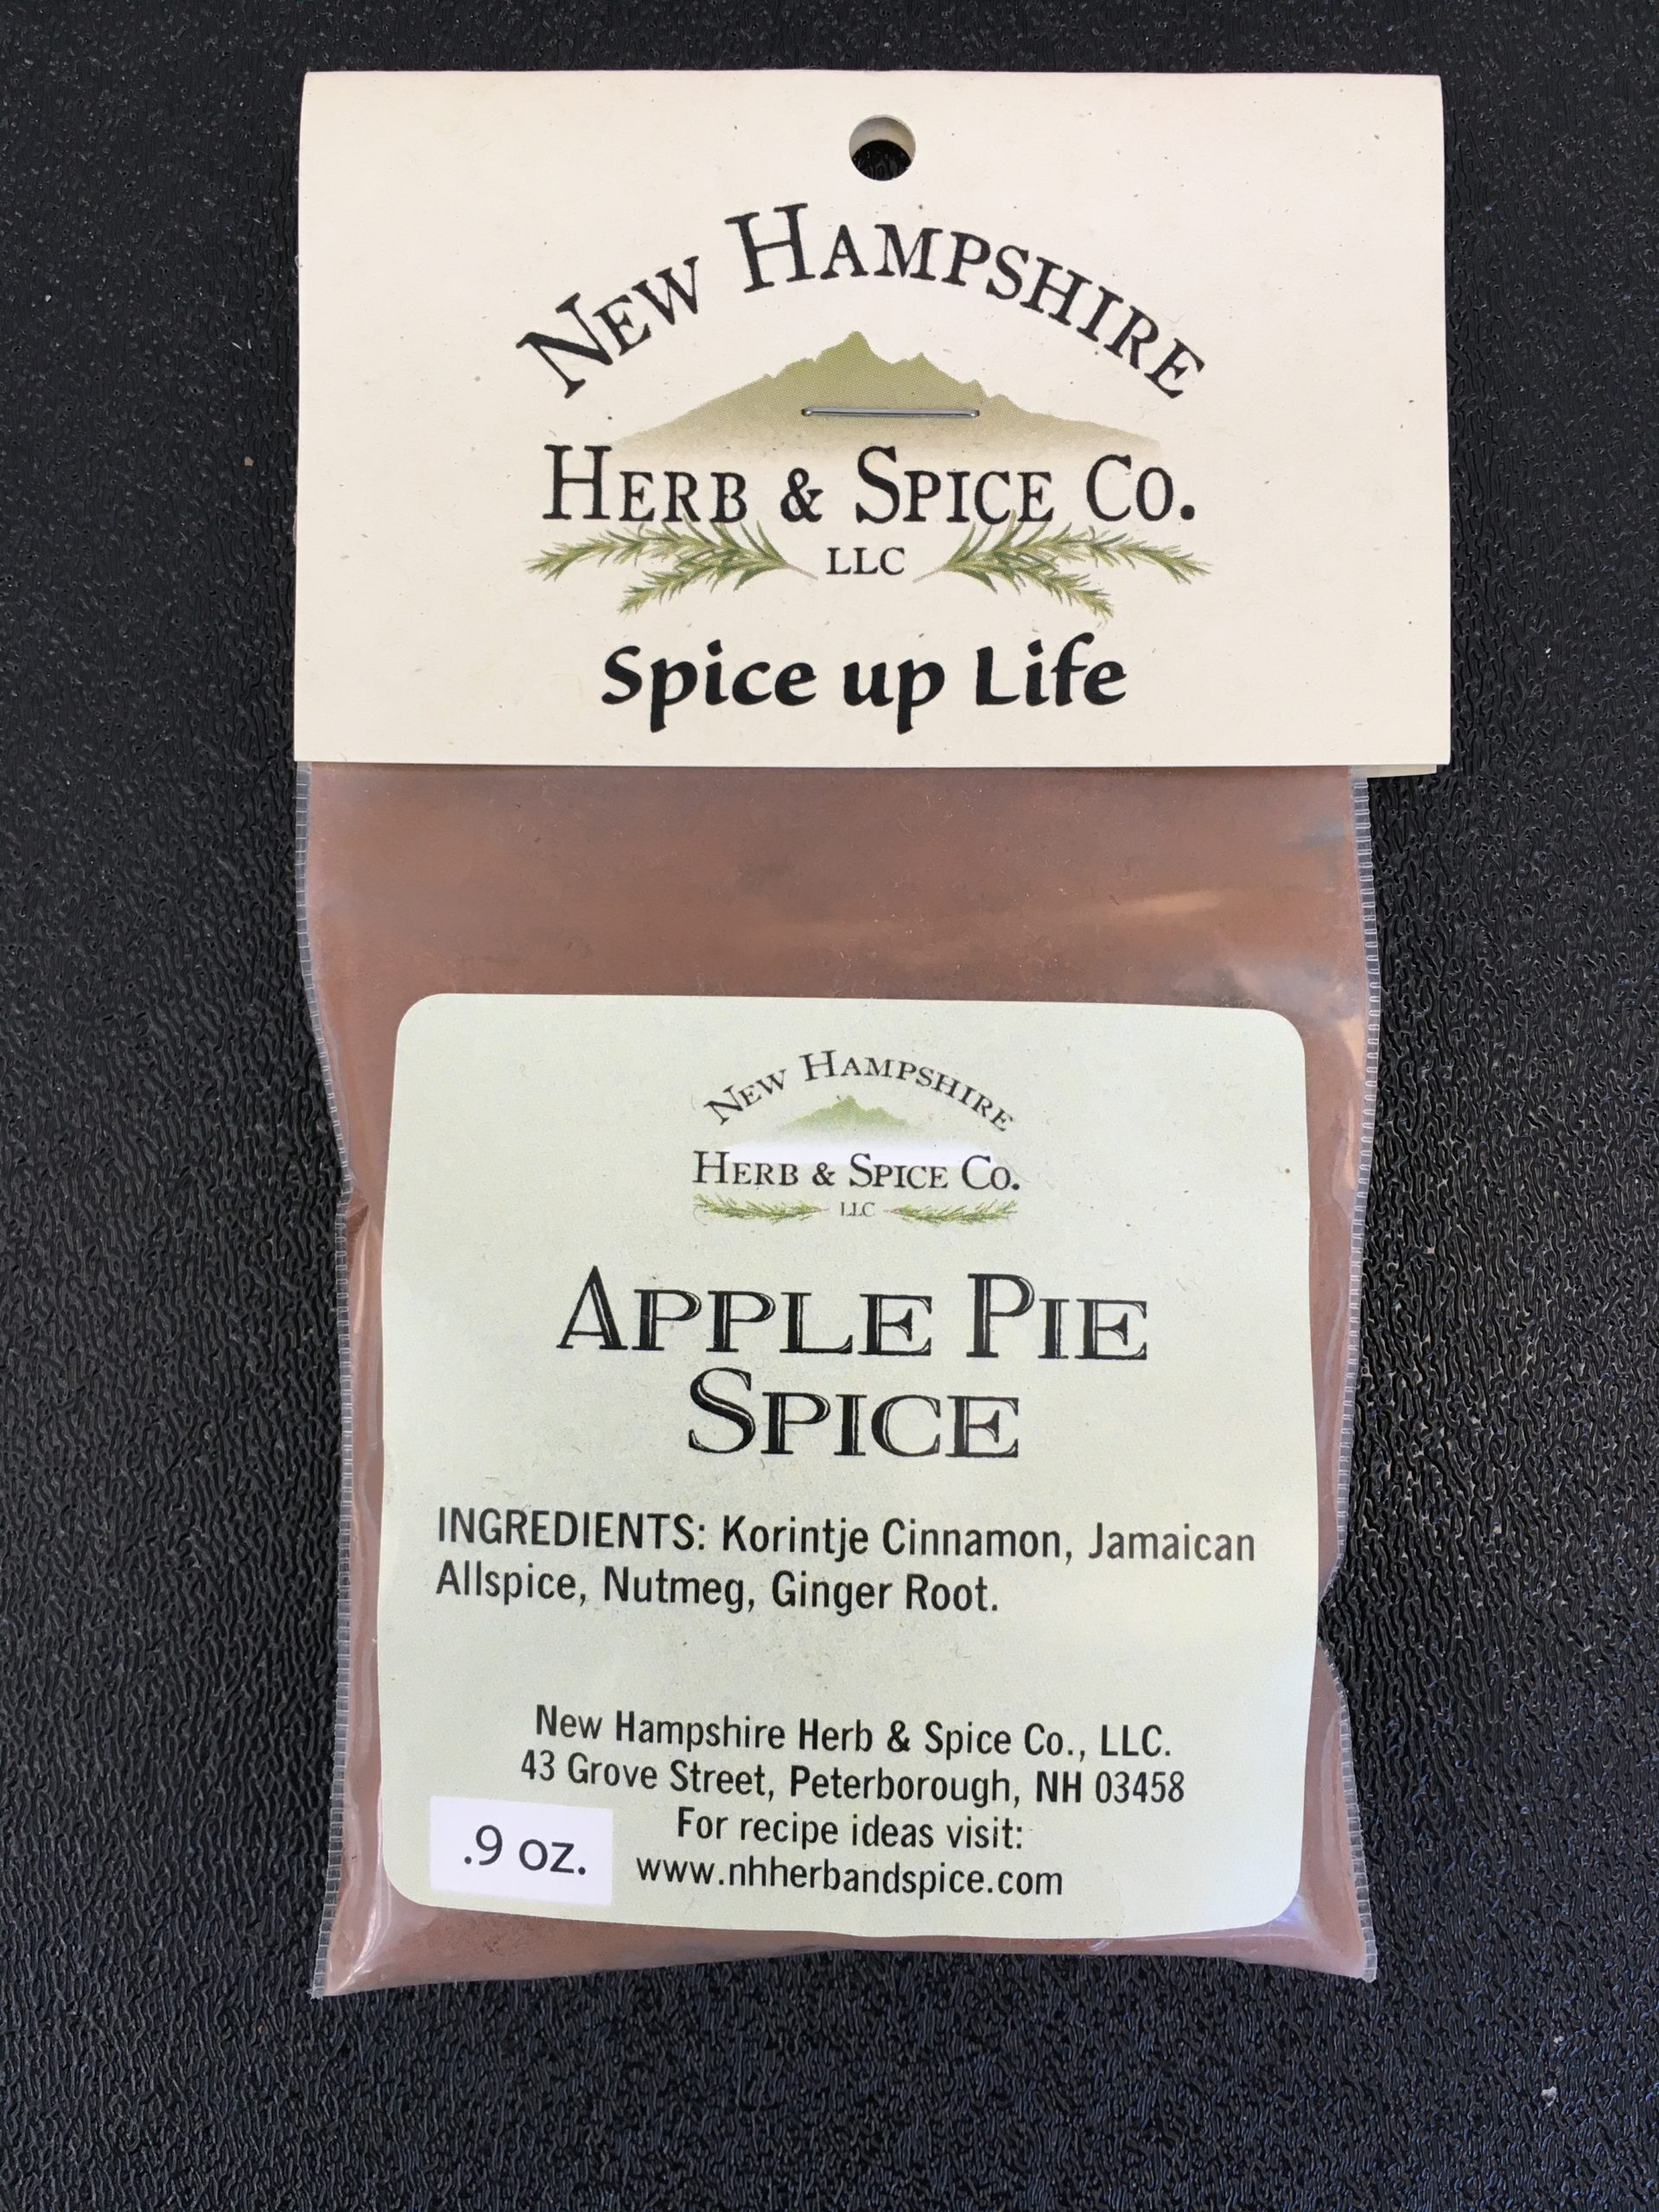 NEW HAMPSHIRE
HERB & SPICE CO.
LLC
Spice up Life
NEW HAMPSHIRE
HERB & SPICE CO.
LLC
APPLE PIE
SPICE
INGREDIENTS: Korintje Cinnamon, Jamaican
Allspice, Nutmeg, Ginger Root.
New Hampshire Herb & Spice Co., LLC.
43 Grove Street, Peterborough, NH 03458
For recipe ideas visit:
www.nhherbandspice.com
.9 oz.